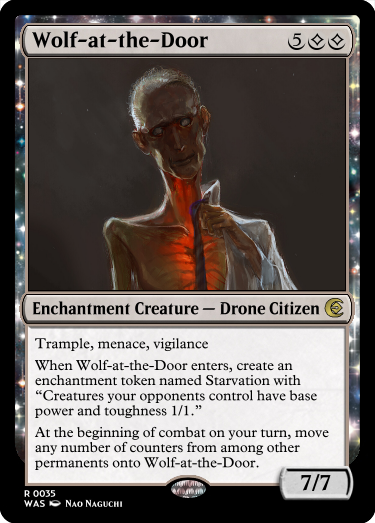 Wolf-at-the-Door 5
Enchantment Creature — Drone Citizen
Trample, menace, vigilance
When Wolf-at-the-Door enters, create an
enchantment token named Starvation with
“Creatures your opponents control have base
power and toughness 1/1.”
At the beginning of combat on your turn, move
any number of counters from among other
permanents onto Wolf-at-the-Door.
7/7
R 0035
WAS Nao Naguchi